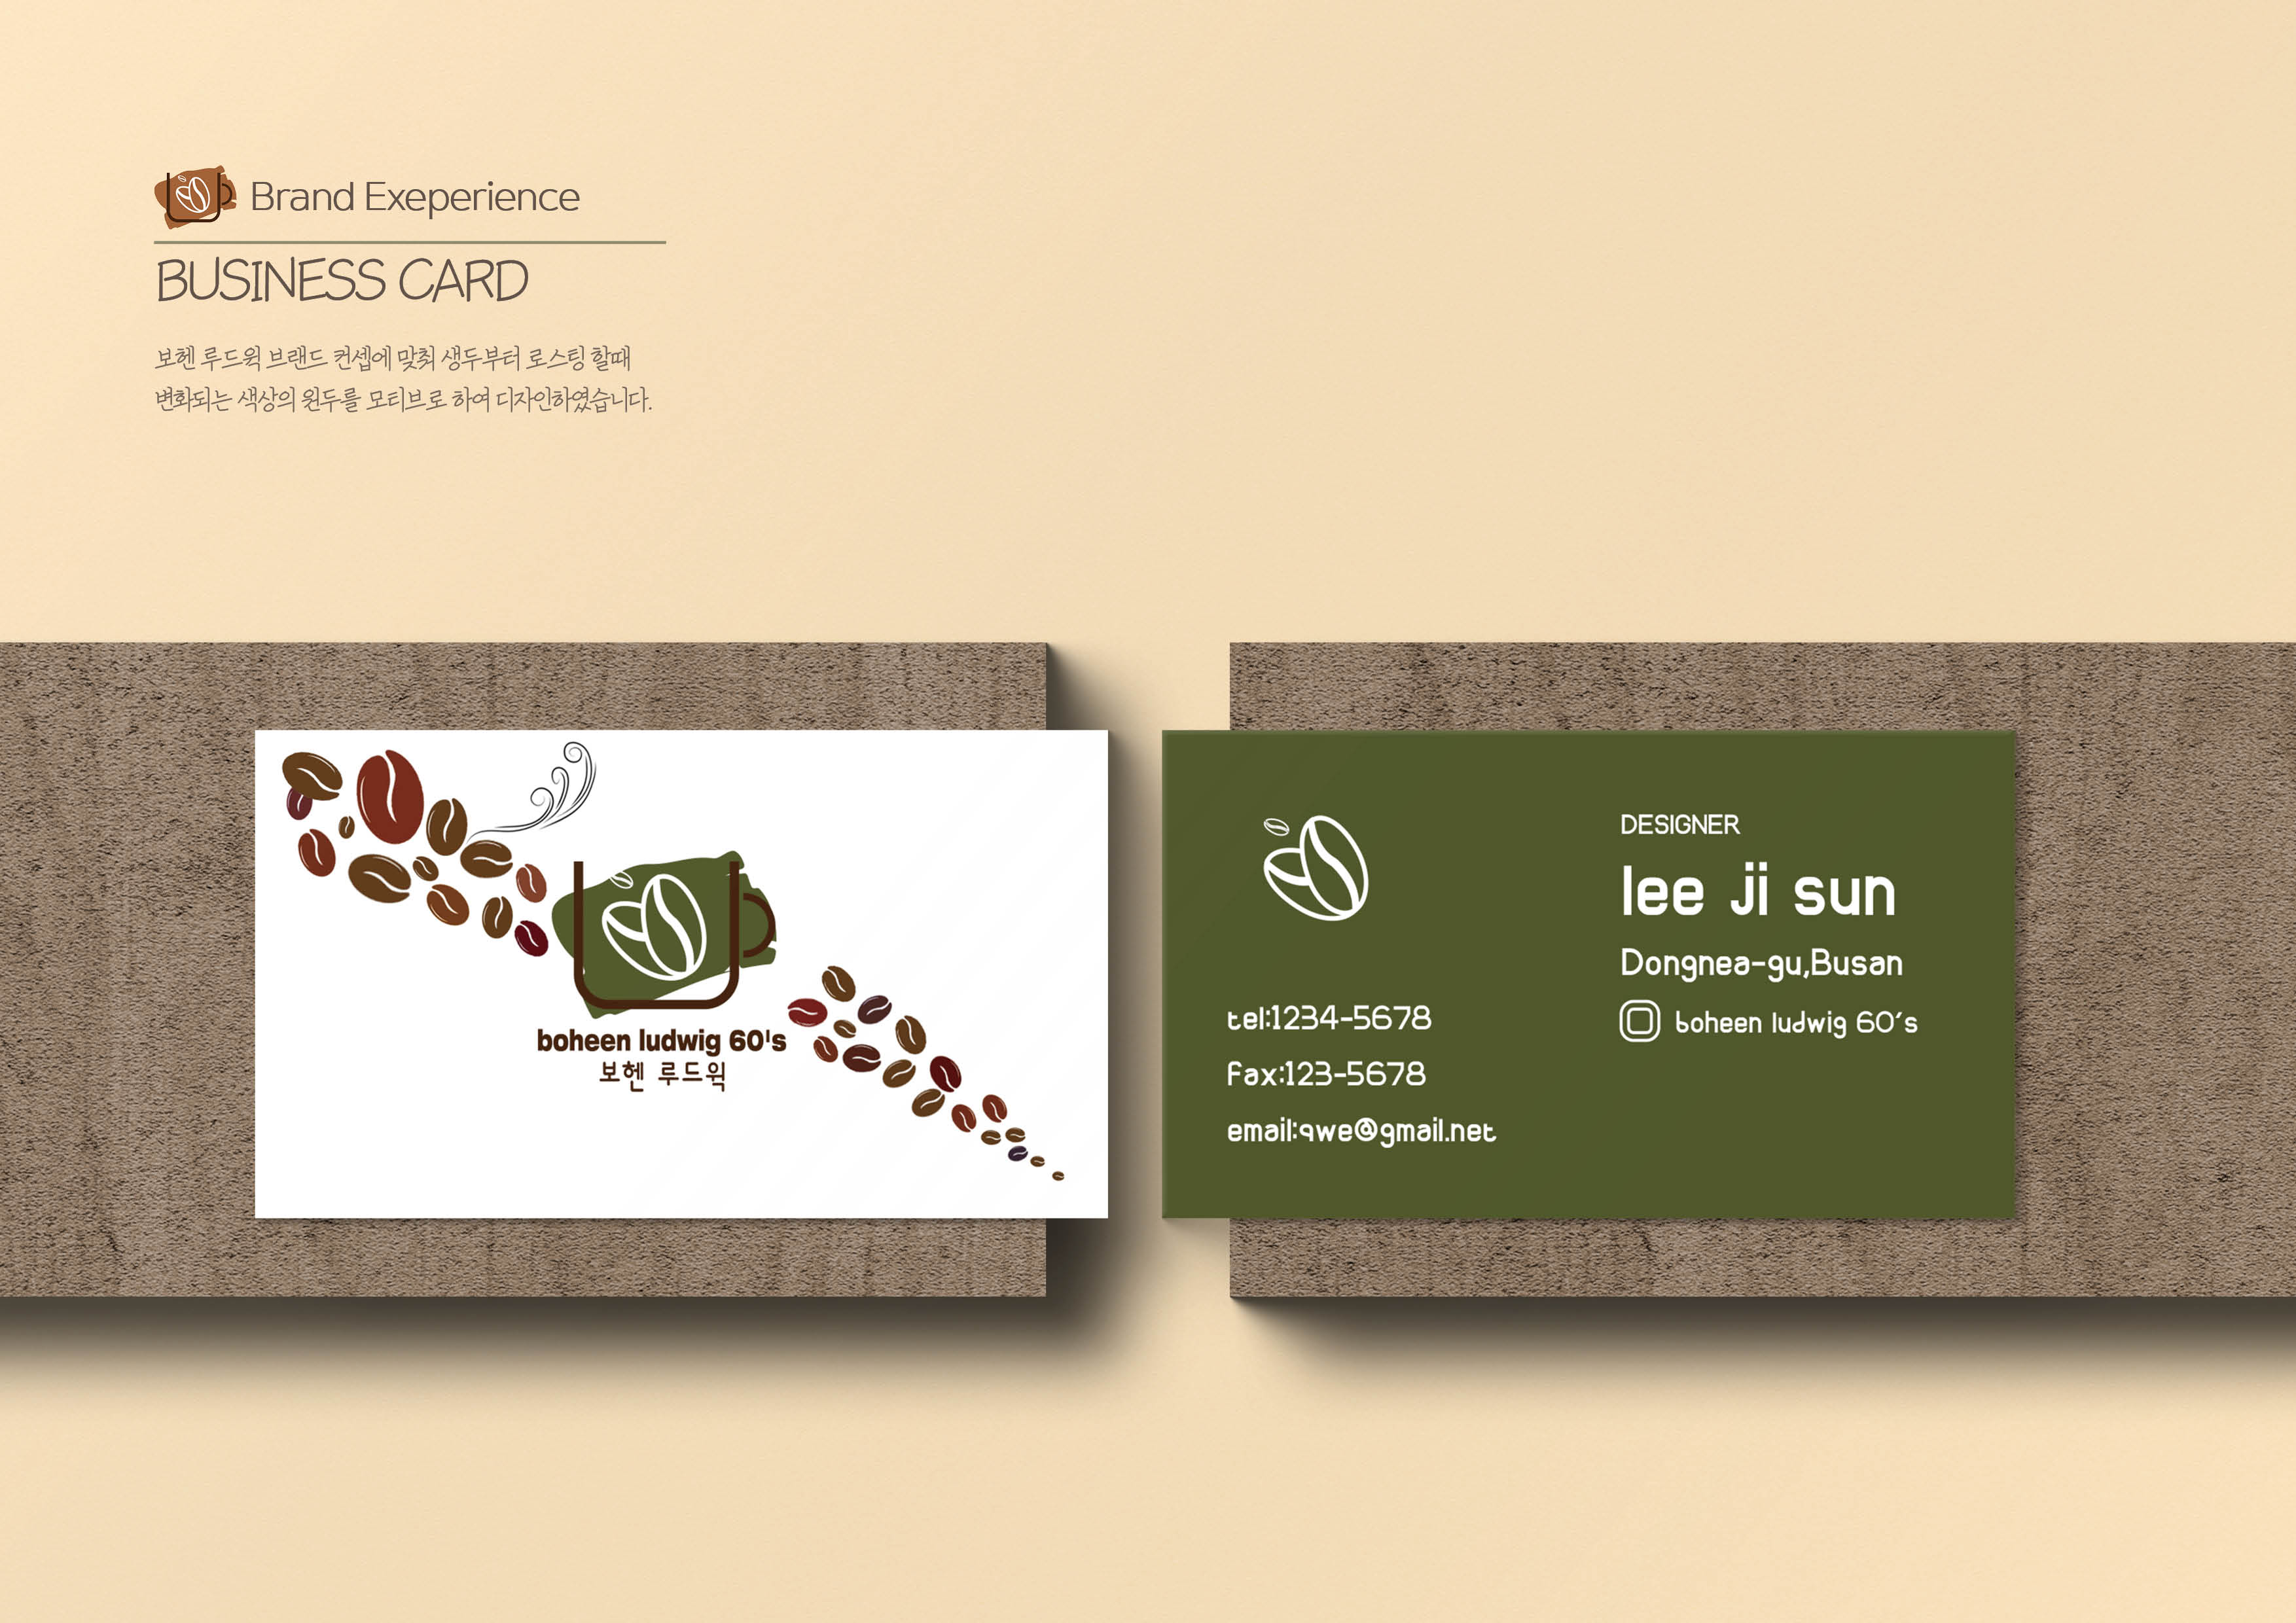 Brand Exeperience
BUSINESS CARD
보헨 루드윅 브랜드 컨셉에 맞춰 생두부터 로스팅 할때
변화되는 색상의 원두를 모티브로 하여 디자인하였습니다.
boheen ludwig 60's
보헨 루드윅
tel:1234-5678
Fax:123-5678
email:qwe@gmail.net
DESIGNER
lee ji sun
Dongnea-gu,Busan
boheen ludwig 60's